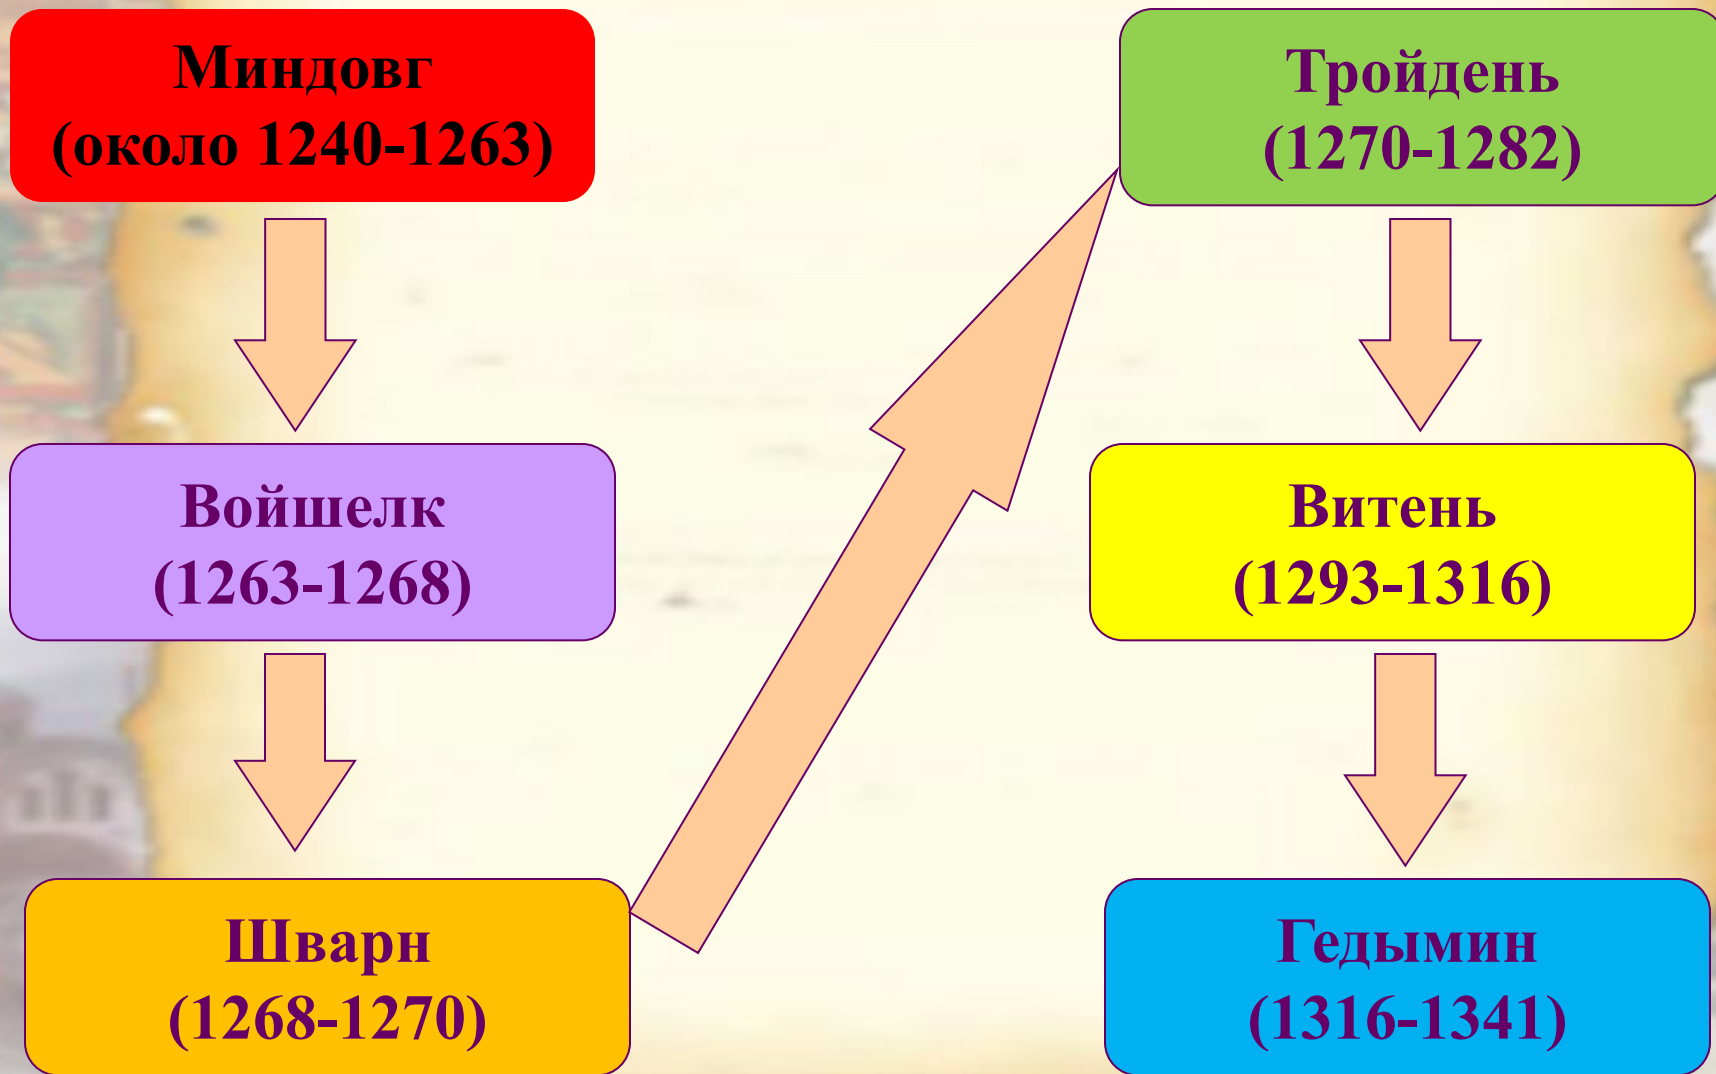 Миндовг
(около 1240-1263)
Войшелк
(1263-1268)
Шварн
(1268-1270)
Тройдень
(1270-1282)
Витень
(1293-1316)
Гедымин
(1316-1341)